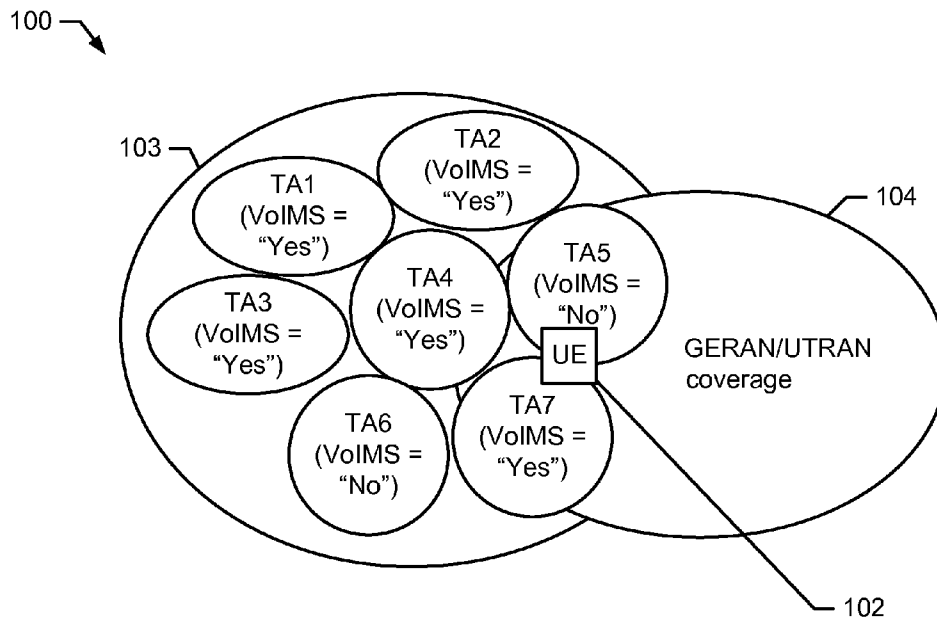 100
103
TA2
(VoIMS =
"Yes")
TA1
(VoIMS =
"Yes")
104
TA5
(VoIMS =
"No")
TA4
(VoIMS =
"Yes")
TA3
(VoIMS =
"Yes")
UE
GERAN/UTRAN
coverage
TA7
(VoIMS =
"Yes")
TA6
(VoIMS =
"No")
102